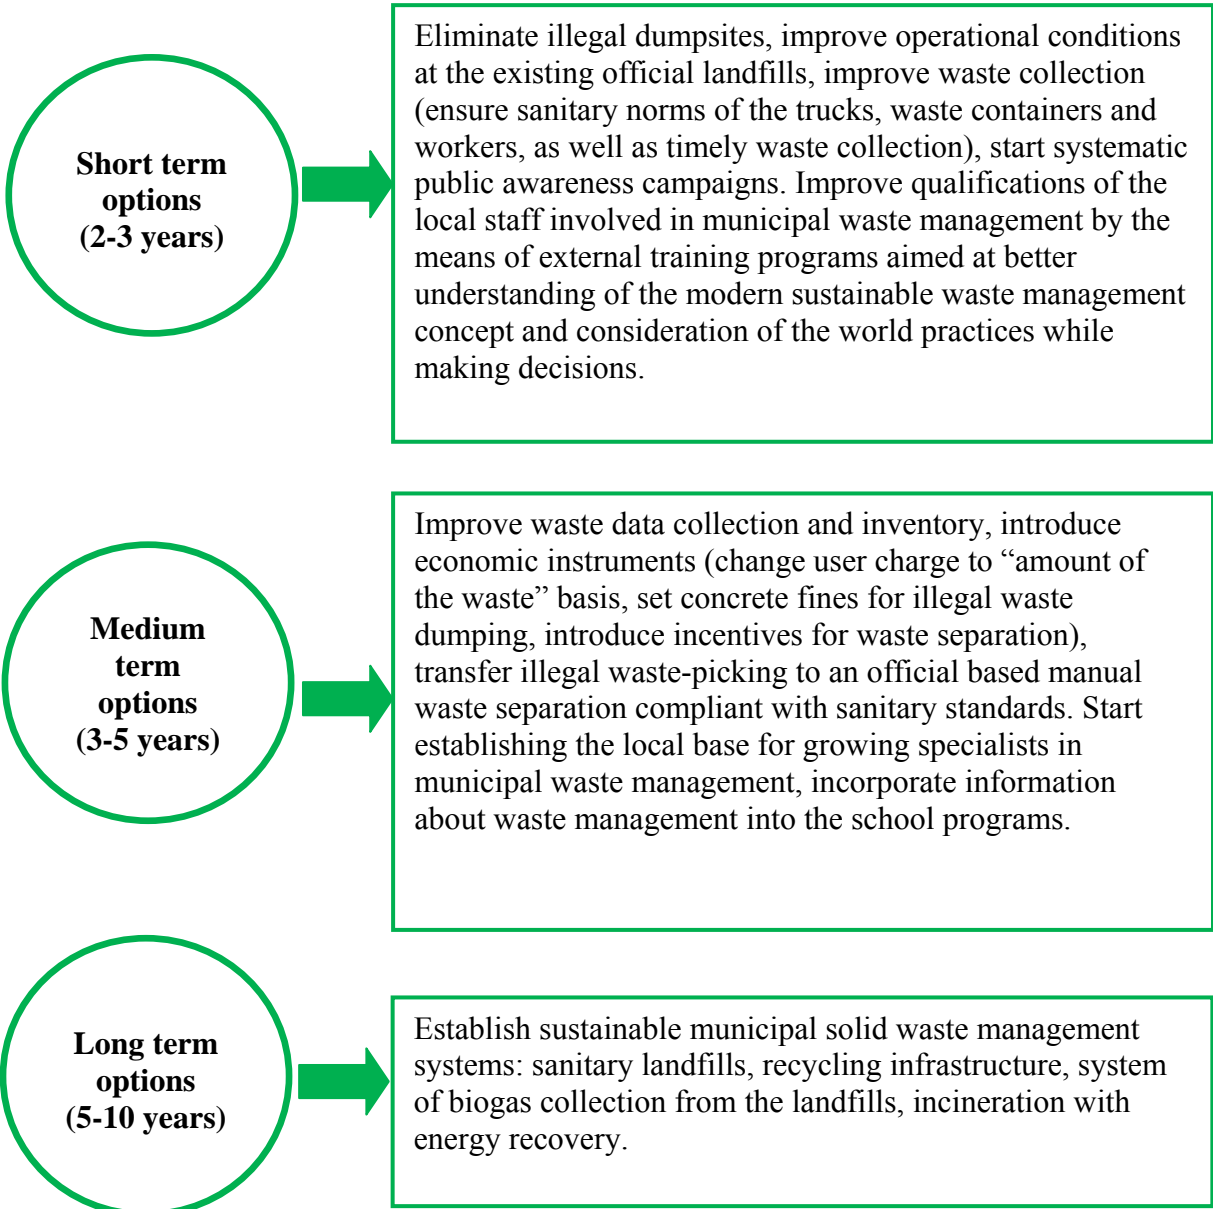 Short term
options
(2-3 years)
Eliminate illegal dumpsites, improve operational conditions
at the existing official landfills, improve waste collection
(ensure sanitary norms of the trucks, waste containers and
workers, as well as timely waste collection), start systematic
public awareness campaigns. Improve qualifications of the
local staff involved in municipal waste management by the
means of external training programs aimed at better
understanding of the modern sustainable waste management
concept and consideration of the world practices while
making decisions.
Medium
term
options
(3-5 years)
Improve waste data collection and inventory, introduce
economic instruments (change user charge to “amount of
the waste” basis, set concrete fines for illegal waste
dumping, introduce incentives for waste separation),
transfer illegal waste-picking to an official based manual
waste separation compliant with sanitary standards. Start
establishing the local base for growing specialists in
municipal waste management, incorporate information
about waste management into the school programs.
Long term
options
(5-10 years)
Establish sustainable municipal solid waste management
systems: sanitary landfills, recycling infrastructure, system
of biogas collection from the landfills, incineration with
energy recovery.